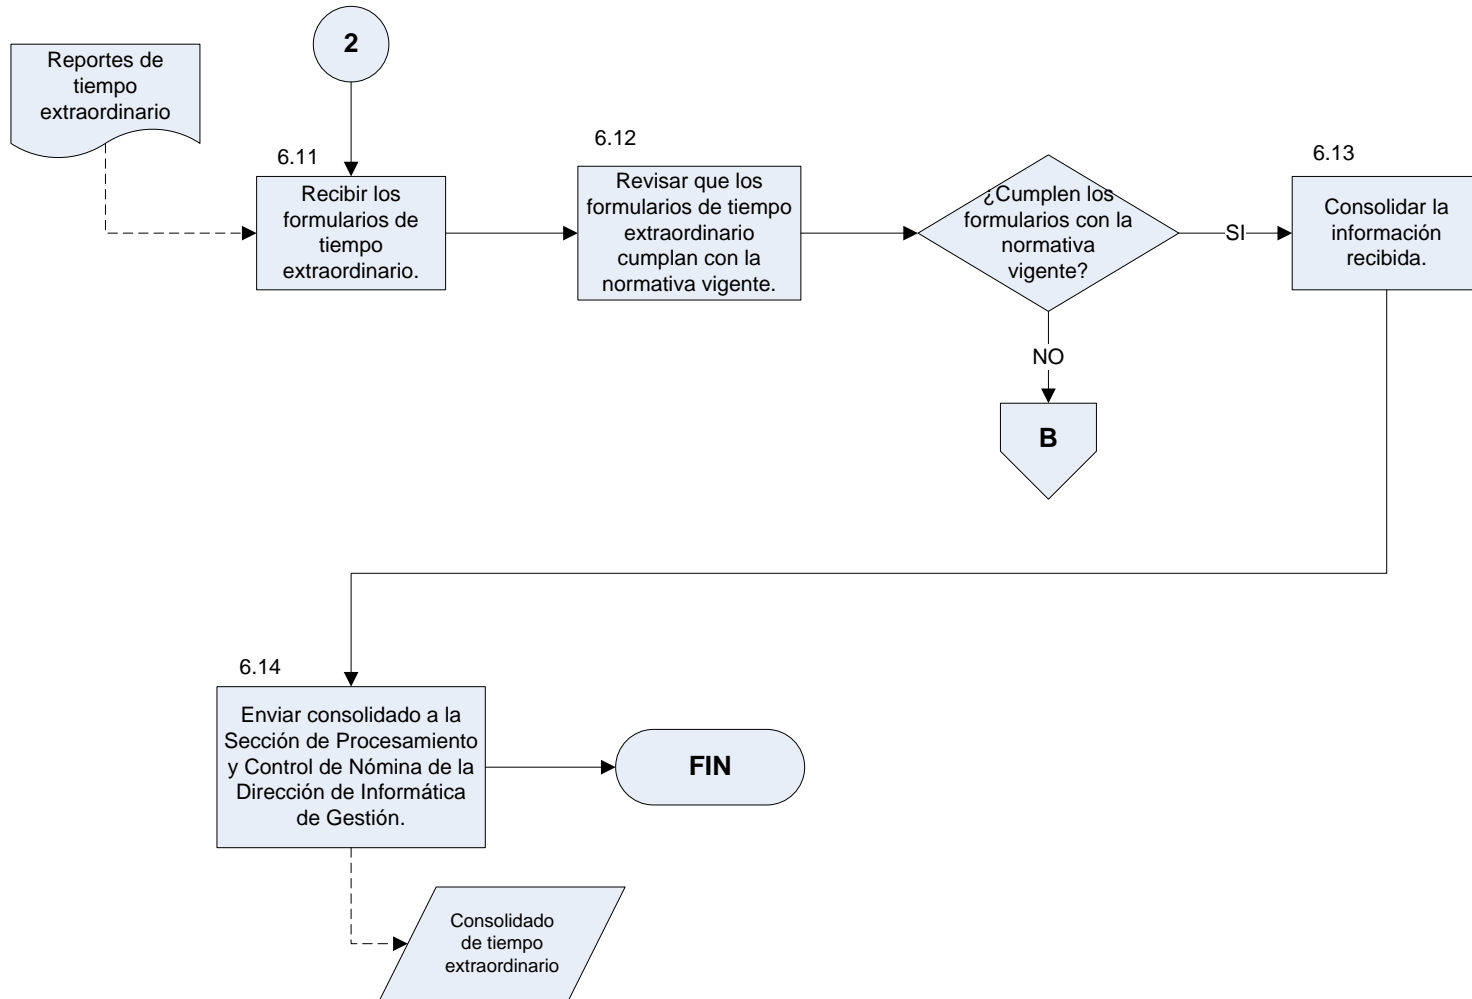 2
Reportes de
tiempo
extraordinario
6.11
Recibir los
formularios de
tiempo
extraordinario.
6.12
Revisar que los
formularios de tiempo
extraordinario
cumplan con la
normativa vigente.
¿Cumplen los
formularios con la
normativa
vigente?
SI
6.13
Consolidar la
información
recibida.
NO
B
6.14
Enviar consolidado a la
Sección de Procesamiento
y Control de Nómina de la
Dirección de Informática
de Gestión.
FIN
Consolidado
de tiempo
extraordinario